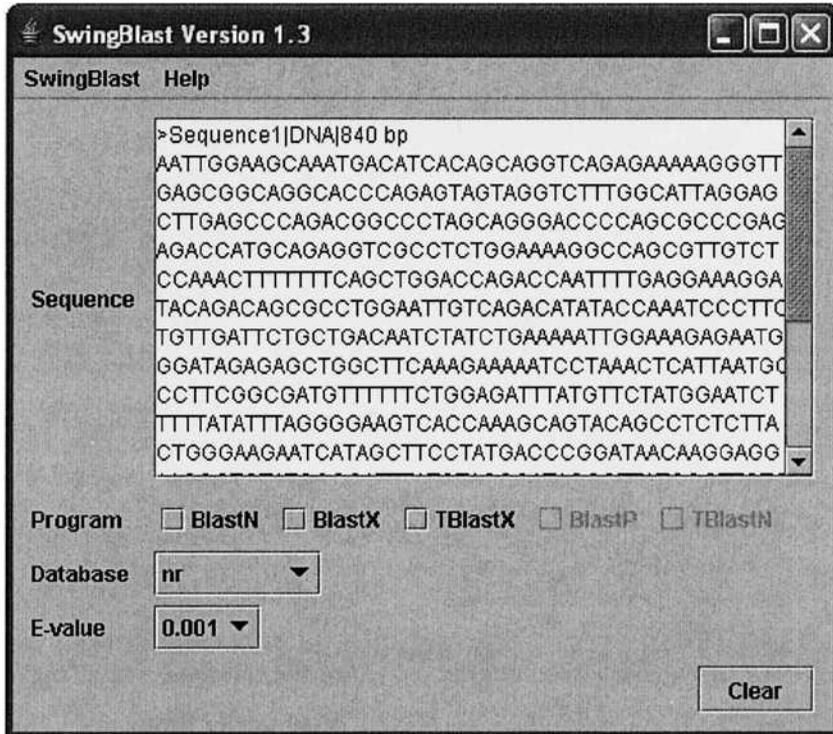 SwingBlast Version 1.3
SwingBlast Help
>Sequence1|DNA|840 bp
AATTGGAAGCAAATGACATCACAGCAGGTCAGAGAAAAAGGGTT
GAGCGGCAGGCACCCAGAGTAGTAGGTCTTTGGCATTAGGAG
CTTGAGCCCAGACGGCCCTAGCAGGGACCCCAGCGCCCGAG
AGACCATGCAGAGGTCGCCTCTGGAAAAGGCCAGCGTTGTCT
CCAAACTTTTTTTTCAGCTGGACCAGACCAATTTTGAGGAAAGGA
TACAGACAGCGCCTGGAATTGTCAGACATATACCAAATCCCTTC
TGTTGATTCTGCTGACAATCTATCTGAAAAATTGGAAAGAGAATG
GGATAGAGAGCTGGCTTCAAAGAAAAATCCTAAACTCATTAATGC
CCTTCGGCGATGTTTTTTCTGGAGATTTATGTTCTATGGAATCT
TTTTATATTTAGGGGAAGTCACCAAAGCAGTACAGCCTCTCTTA
CTGGGAAGAATCATAGCTTCCTATGACCCGGATAACAAGGAGG
Sequence
Program BlastN BlastX TBlastX BlastP TBlastN
Database nr
E-value 0.001
Clear